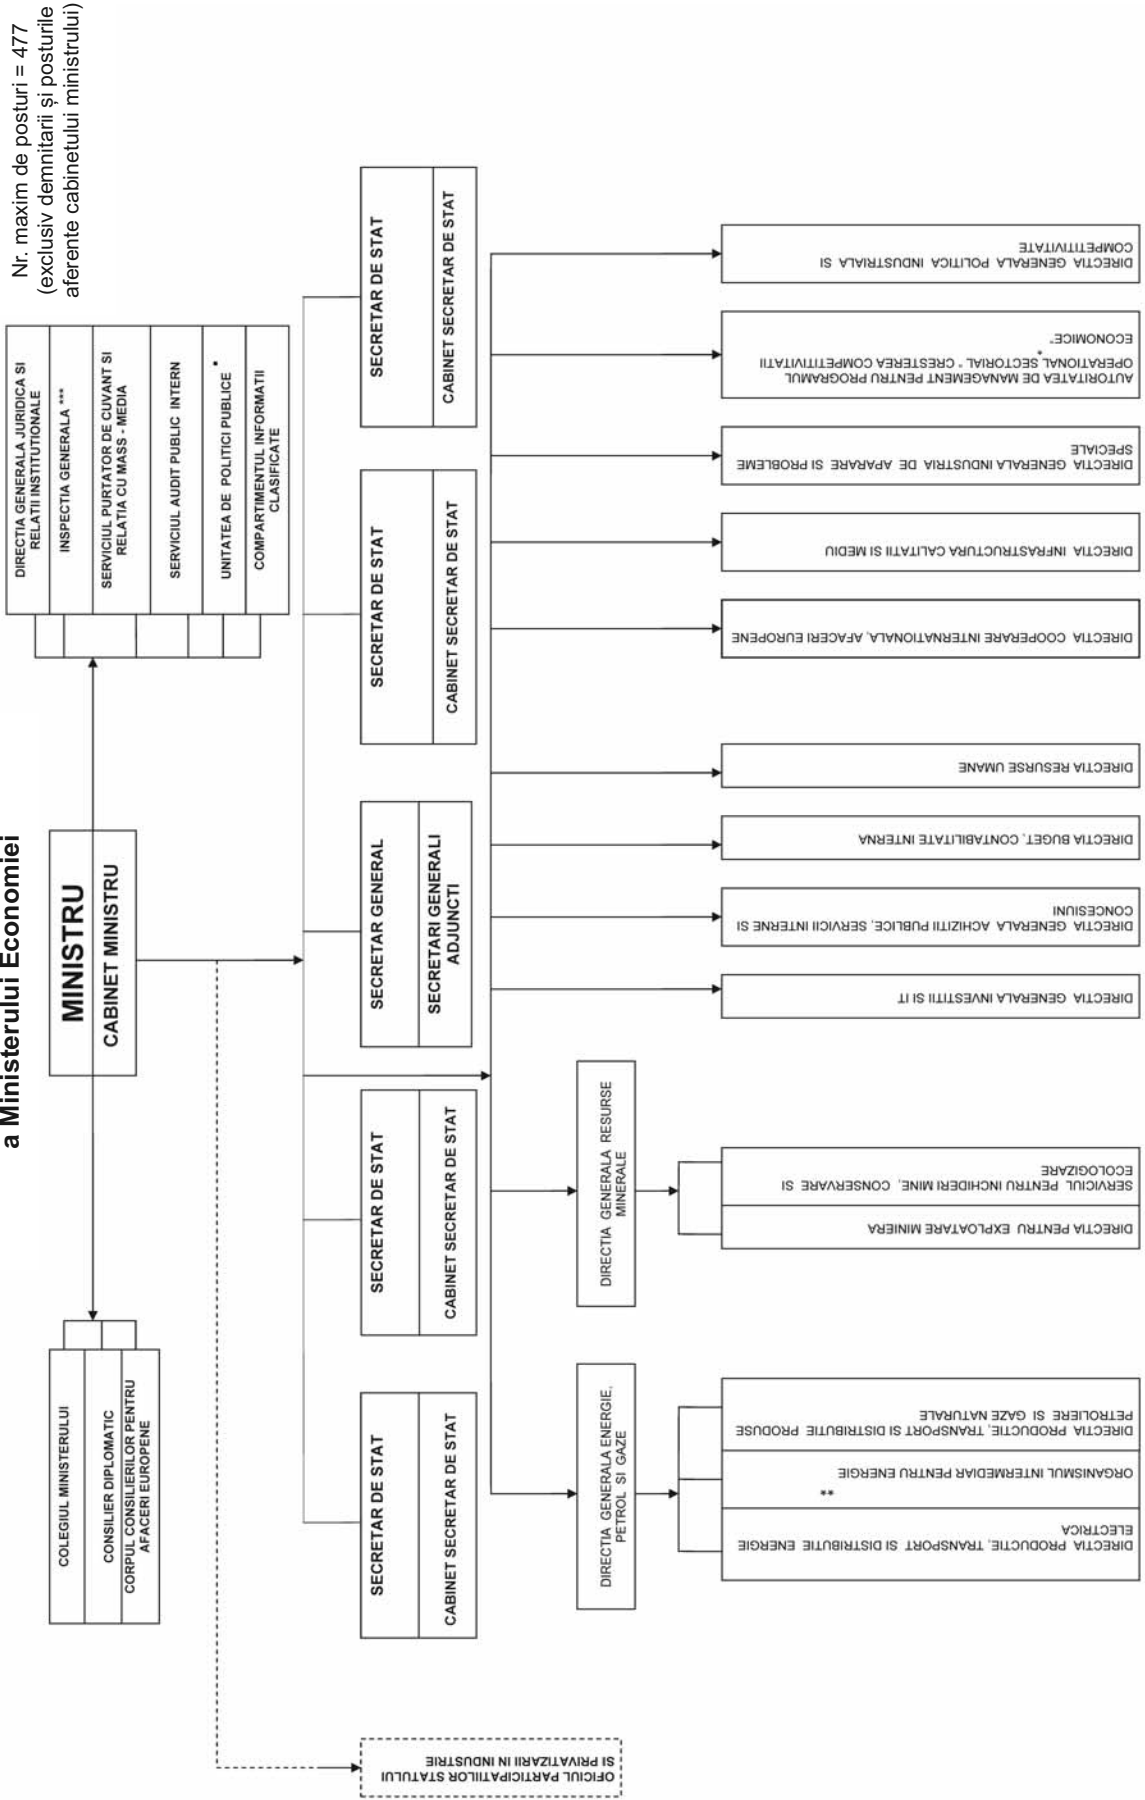 a Ministerului Economiei
Nr. maxim de posturi = 477
(exclusiv demnitarii și posturile
aferente cabinetului ministrului)
COLEGIUL MINISTERULUI
CONSILIER DIPLOMATIC
CORPUL CONSILIERILOR PENTRU
AFACERI EUROPENE
MINISTRU
CABINET MINISTRU
DIRECTIA GENERALA JURIDICA SI
RELATII INSTITUTIONALE
INSPECTIA GENERALA ***
SERVICIUL PURTATOR DE CUVANT SI
RELATIA CU MASS - MEDIA
SERVICIUL AUDIT PUBLIC INTERN
UNITATEA DE POLITICI PUBLICE *
COMPARTIMENTUL INFORMATII
CLASIFICATE
OFICIUL PARTICIPATIILOR STATULUI
SI PRIVATIZARII IN INDUSTRIE
SECRETAR DE STAT
CABINET SECRETAR DE STAT
SECRETAR DE STAT
CABINET SECRETAR DE STAT
SECRETAR GENERAL
SECRETARI GENERALI
ADJUNCTI
SECRETAR DE STAT
CABINET SECRETAR DE STAT
SECRETAR DE STAT
CABINET SECRETAR DE STAT
DIRECTIA GENERALA ENERGIE,
PETROL SI GAZE
DIRECTIA GENERALA RESURSE
MINERALE
DIRECTIA PRODUCTIE, TRANSPORT SI DISTRIBUTIE ENERGIE
ELECTRICA
**
ORGANISMUL INTERMEDIAR PENTRU ENERGIE
DIRECTIA PRODUCTIE, TRANSPORT SI DISTRIBUTIE PRODUSE
PETROLIERE SI GAZE NATURALE
DIRECTIA PENTRU EXPLOATARE MINIERA
SERVICIUL PENTRU INCHIDERI MINE, CONSERVARE SI
ECOLOGIZARE
DIRECTIA GENERALA INVESTITII SI IT
DIRECTIA GENERALA ACHIZITII PUBLICE, SERVICII INTERNE SI
CONCESIUNI
DIRECTIA BUGET, CONTABILITATE INTERNA
DIRECTIA RESURSE UMANE
DIRECTIA COOPERARE INTERNATIONALA, AFACERI EUROPENE
DIRECTIA INFRASTRUCTURA CALITATII SI MEDIU
DIRECTIA GENERALA INDUSTRIA DE APARARE SI PROBLEME
SPECIALE
AUTORITATEA DE MANAGEMENT PENTRU PROGRAMUL
OPERATIONAL SECTORIAL " CRESTEREA COMPETITIVITATII
ECONOMICE"
*
DIRECTIA GENERALA POLITICA INDUSTRIALA SI
COMPETITIVITATE